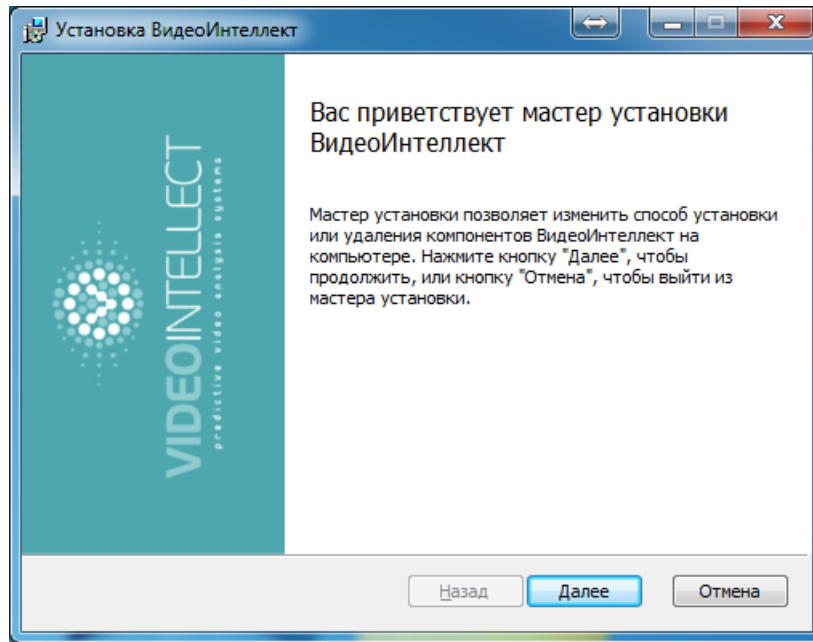 Установка ВидеоИнтеллект
VIDEOINTELLECT
predictive video analysis systems
Вас приветствует мастер установки
ВидеоИнтеллект
Мастер установки позволяет изменить способ установки
или удаления компонентов ВидеоИнтеллект на
компьютере. Нажмите кнопку "Далее", чтобы
продолжить, или кнопку "Отмена", чтобы выйти из
мастера установки.
Назад
Далее
Отмена